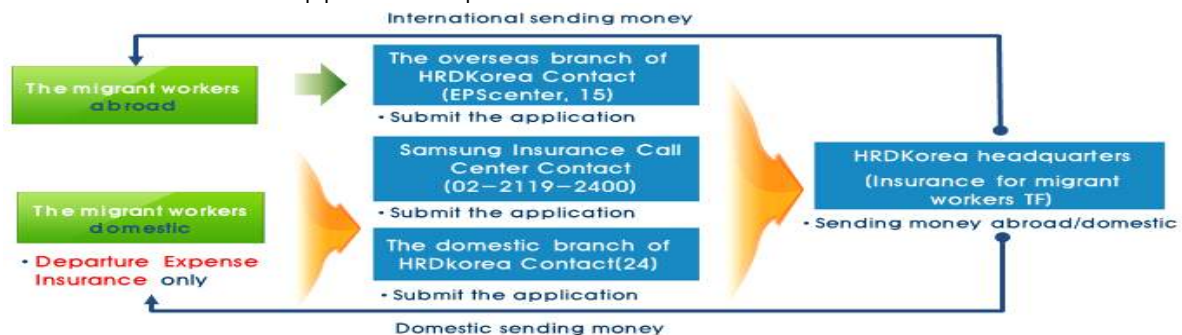 International sending money
The migrant workers
abroad
The overseas branch of
HRDKorea Contact
(EPScenter, 15)
• Submit the application
Samsung Insurance Call
Center Contact
(02-2119-2400)
• Submit the application
The migrant workers
domestic
• Departure Expense
Insurance only
The domestic branch of
HRDkorea Contact(24)
• Submit the application
HRDKorea headquarters
(Insurance for migrant
workers TF)
• Sending money abroad/domestic
Domestic sending money